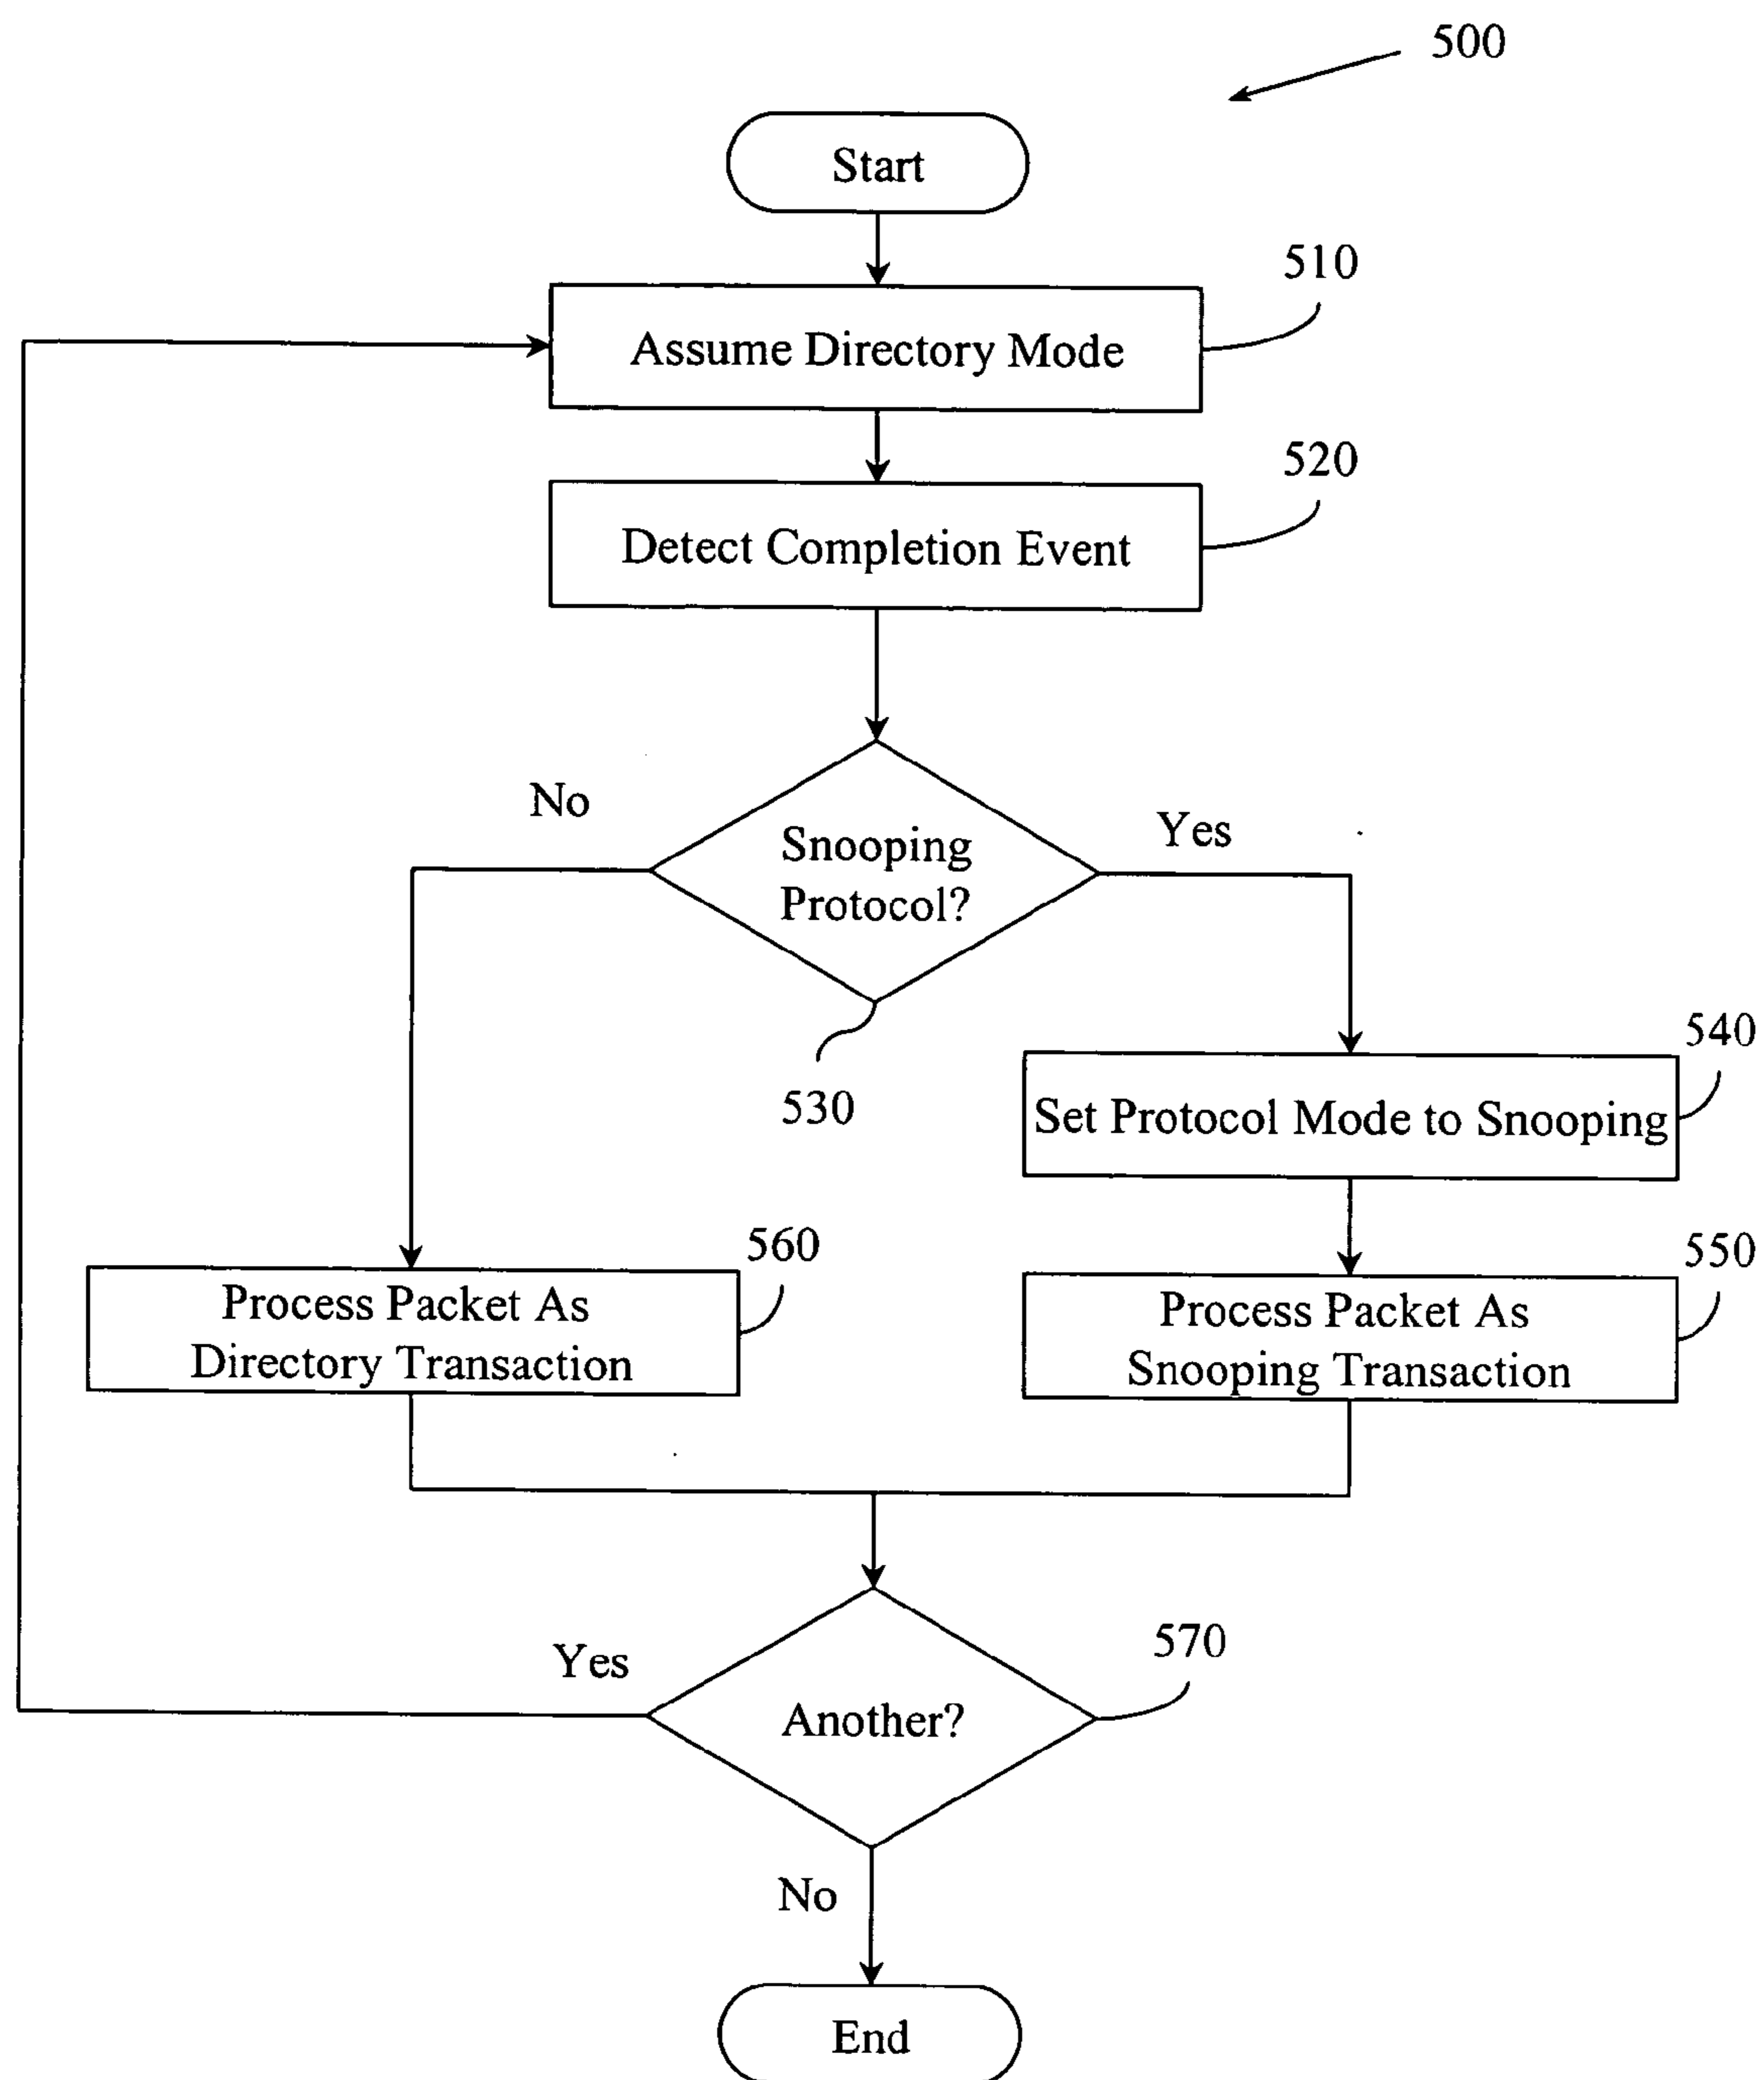 500
Start
510
Assume Directory Mode
520
Detect Completion Event
No
Yes
Snooping
Protocol?
530
540
Set Protocol Mode to Snooping
560
550
Process Packet As
Directory Transaction
Process Packet As
Snooping Transaction
570
Yes
Another?
No
End